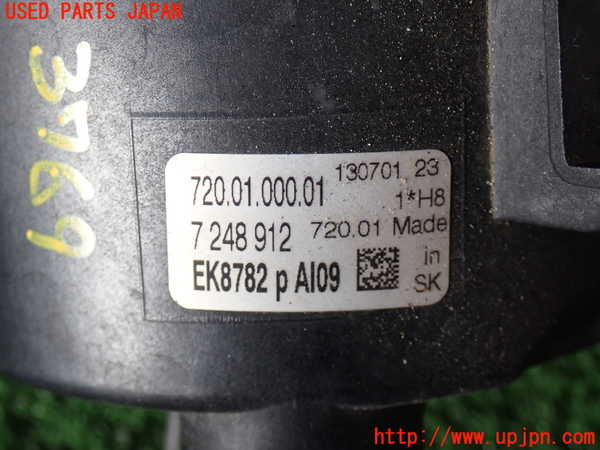 USED PARTS JAPAN
3769
720.01.000.01 130701 23
1*H8
7 248 912 720.01 Made
in
EK8782 p AI09 SK
http://www.upjpn.com